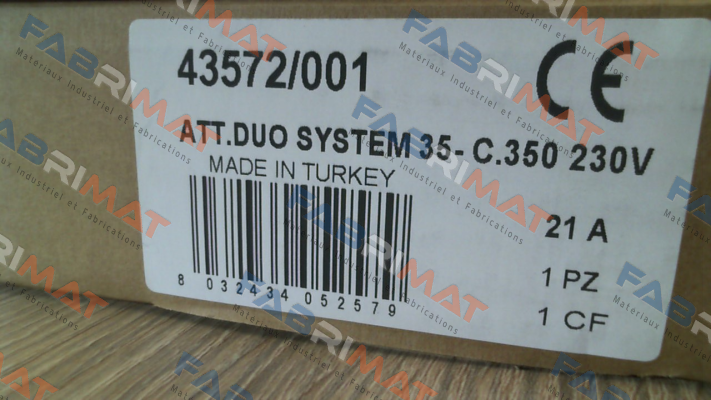 43572/001
CE
ATT.DUO SYSTEM 35- C.350 230V
MADE IN TURKEY
21 A
1 PZ
1 CF
8 032434 052579
FABRIMAT
Materiaux Industriel et Fabrications